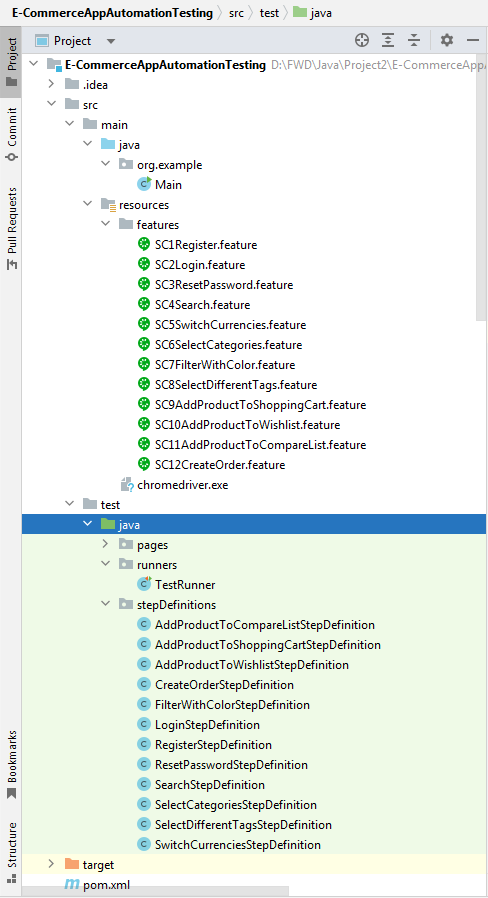 E-CommerceAppAutomationTesting src test java
Project
Project
Commit
Pull Requests
Bookmarks
Structure
E-CommerceAppAutomationTesting D:\FWD\Java\Project2\E-CommerceApp
.idea
src
main
java
org.example
Main
resources
features
SC1Register.feature
SC2Login.feature
SC3ResetPassword.feature
SC4Search.feature
SC5SwitchCurrencies.feature
SC6SelectCategories.feature
SC7FilterWithColor.feature
SC8SelectDifferentTags.feature
SC9AddProductToShoppingCart.feature
SC10AddProductToWishlist.feature
SC11AddProductToCompareList.feature
SC12CreateOrder.feature
chromedriver.exe
test
java
pages
runners
TestRunner
stepDefinitions
AddProductToCompareListStepDefinition
AddProductToShoppingCartStepDefinition
AddProductToWishlistStepDefinition
CreateOrderStepDefinition
FilterWithColorStepDefinition
LoginStepDefinition
RegisterStepDefinition
ResetPasswordStepDefinition
SearchStepDefinition
SelectCategoriesStepDefinition
SelectDifferentTagsStepDefinition
SwitchCurrenciesStepDefinition
target
pom.xml